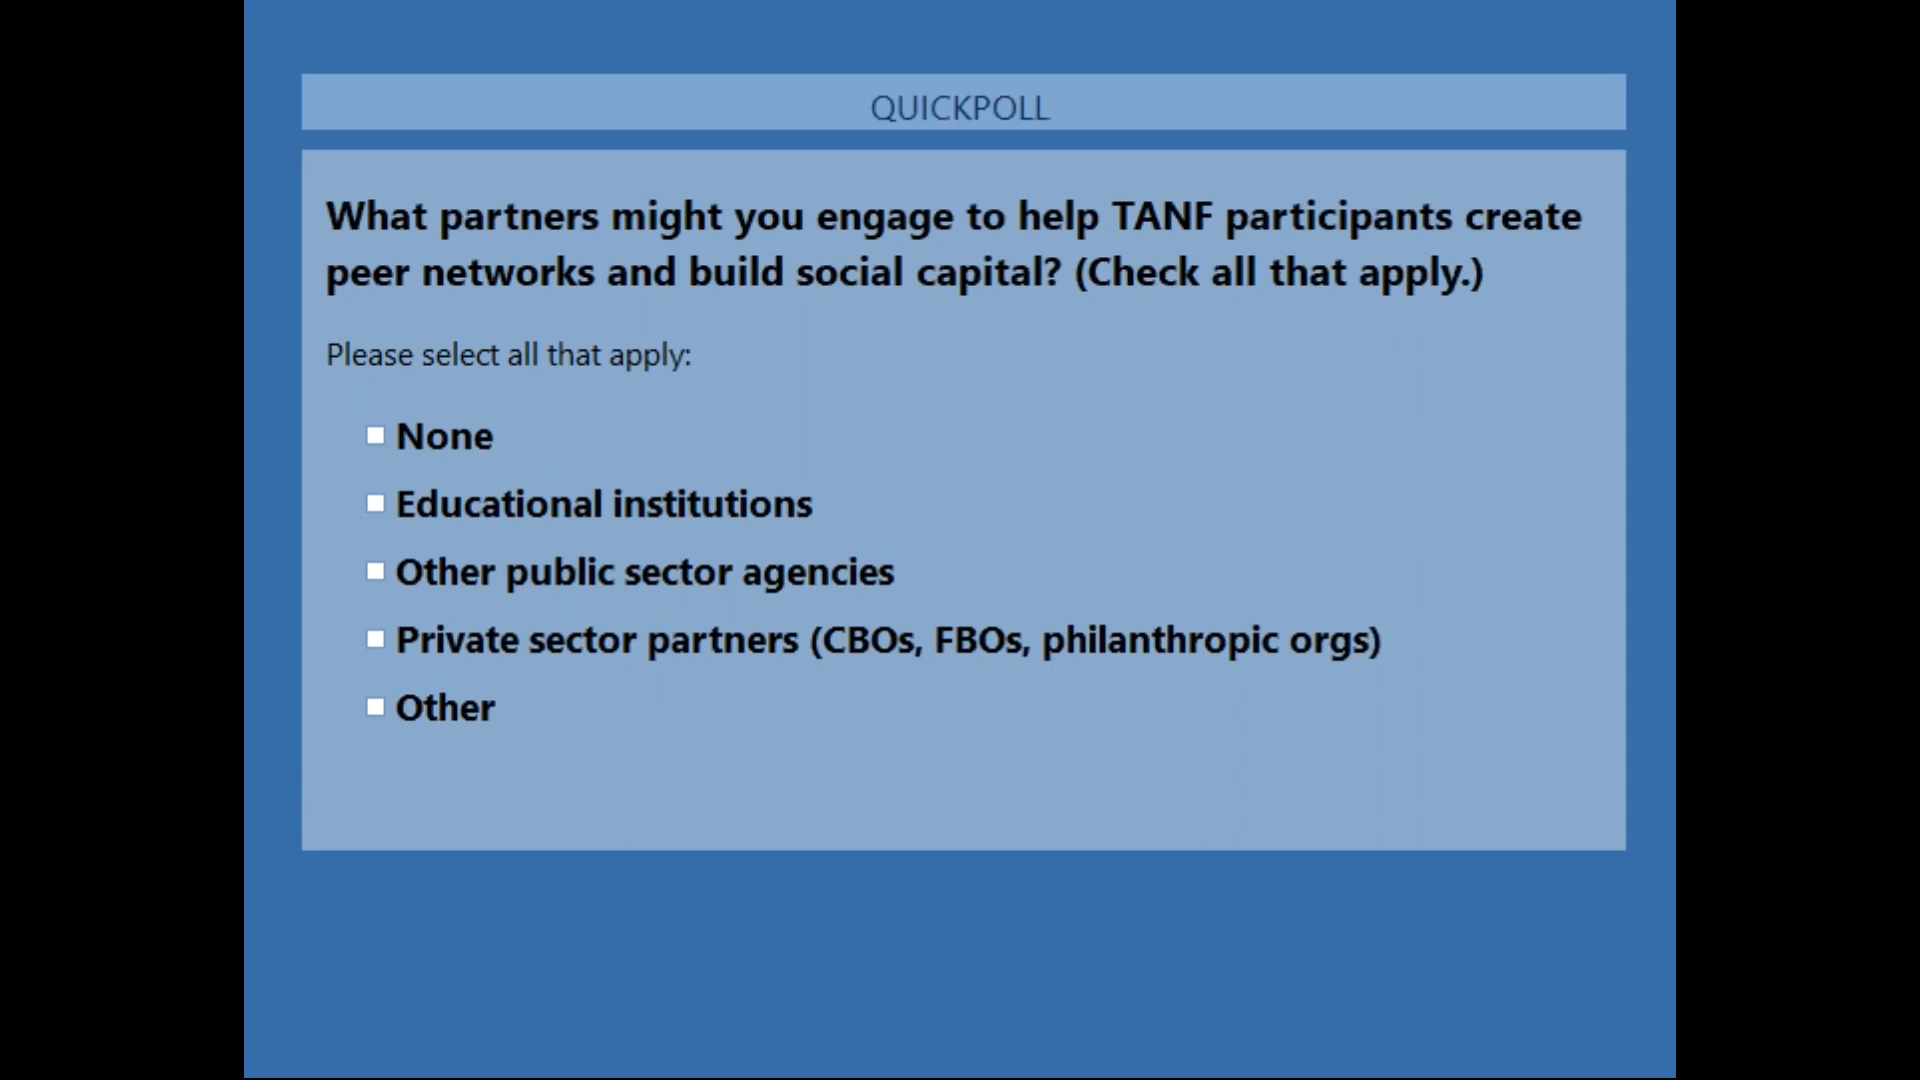 QUICKPOLL
What partners might you engage to help TANF participants create
peer networks and build social capital? (Check all that apply.)
Please select all that apply:
None
Educational institutions
Other public sector agencies
Private sector partners (CBOs, FBOs, philanthropic orgs)
Other